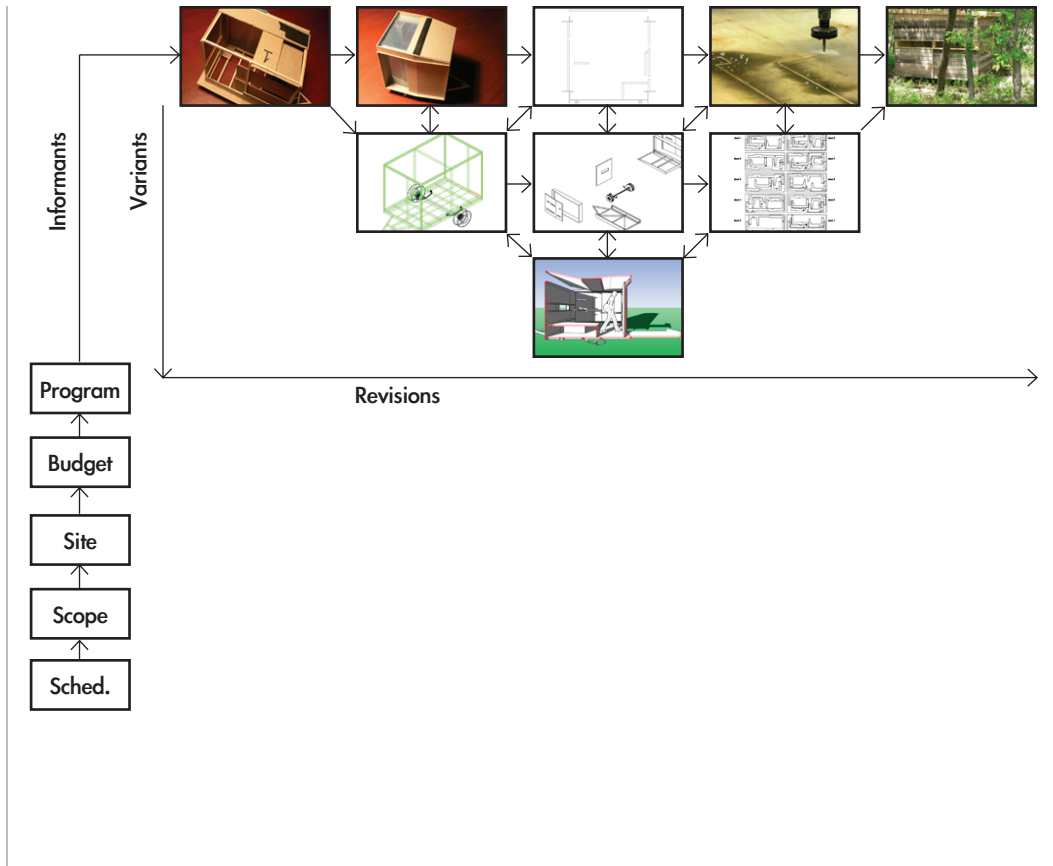 Informants
Variants
Revisions
Program
Budget
Site
Scope
Sched.